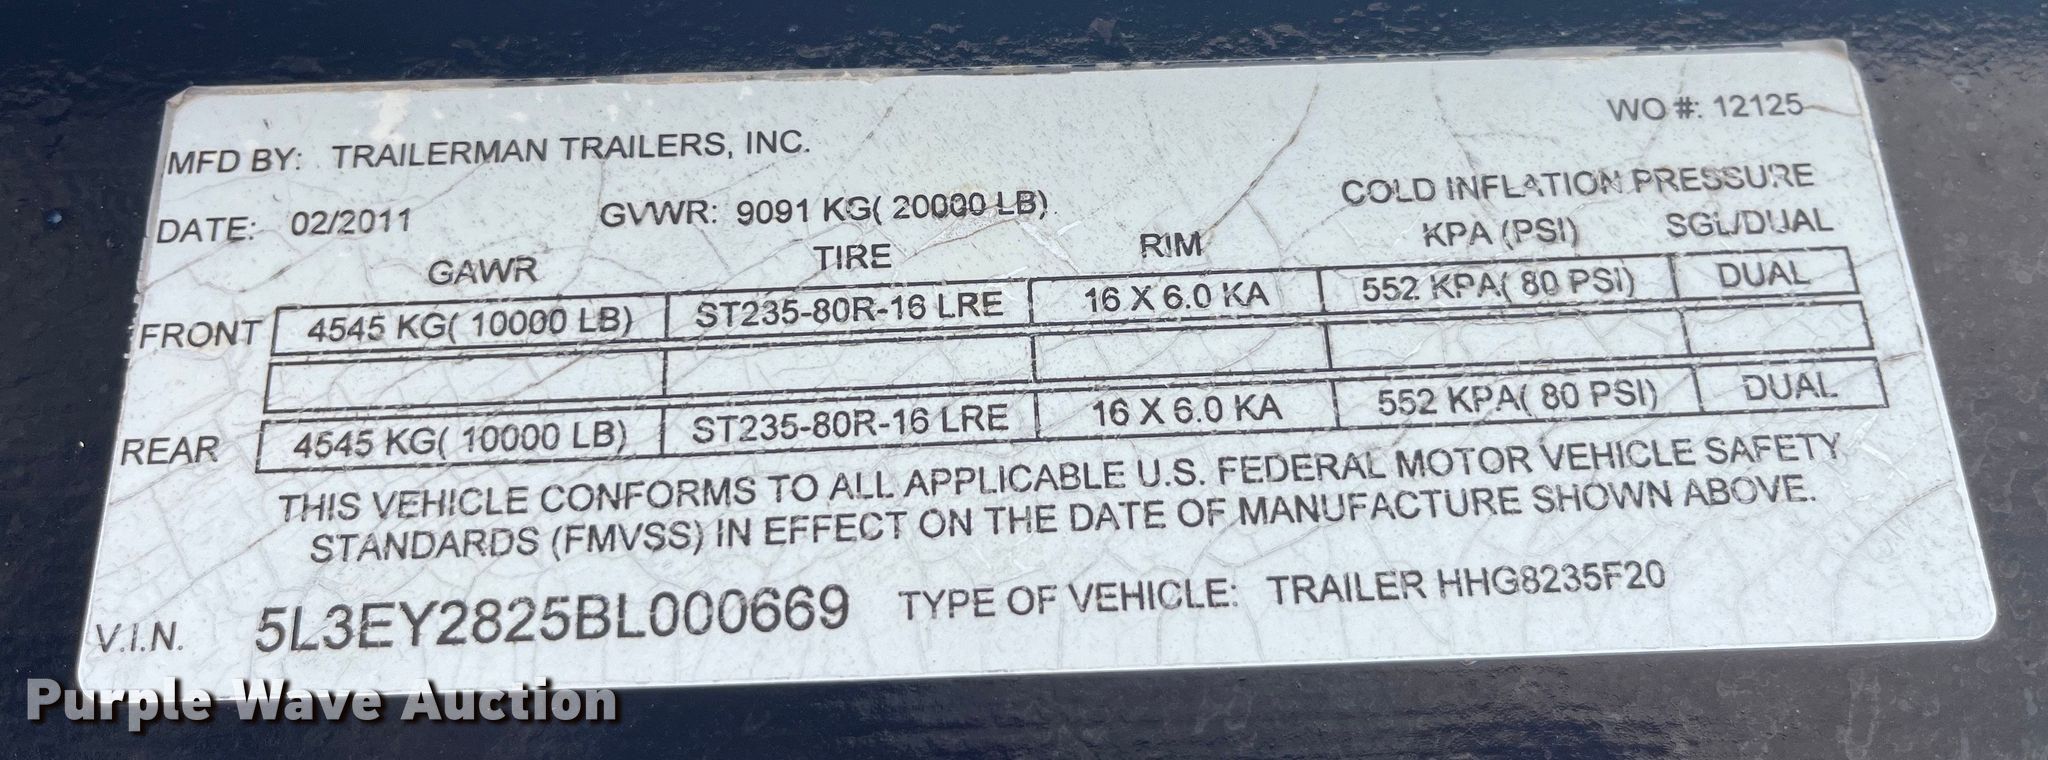 WO #: 12125
MFD BY: TRAILERMAN TRAILERS, INC.
DATE: 02/2011 GVWR: 9091 KG( 20000 LB) COLD INFLATION PRESSURE
GAWR TIRE RIM KPA (PSI) SGL/DUAL
FRONT 4545 KG( 10000 LB) ST235-80R-16 LRE 16 X 6.0 KA 552 KPA( 80 PSI) DUAL
REAR 4545 KG( 10000 LB) ST235-80R-16 LRE 16 X 6.0 KA 552 KPA( 80 PSI) DUAL
THIS VEHICLE CONFORMS TO ALL APPLICABLE U.S. FEDERAL MOTOR VEHICLE SAFETY
STANDARDS (FMVSS) IN EFFECT ON THE DATE OF MANUFACTURE SHOWN ABOVE.
V.I.N. 5L3EY2825BL000669 TYPE OF VEHICLE: TRAILER HHG8235F20
Purple Wave Auction